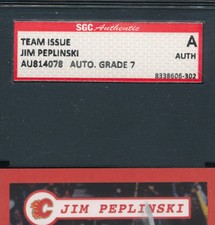 SGC Authentic
TEAM ISSUE
JIM PEPLINSKI
AU814078 AUTO. GRADE 7
A
AUTH
8338606-302
JIM PEPLINSKI